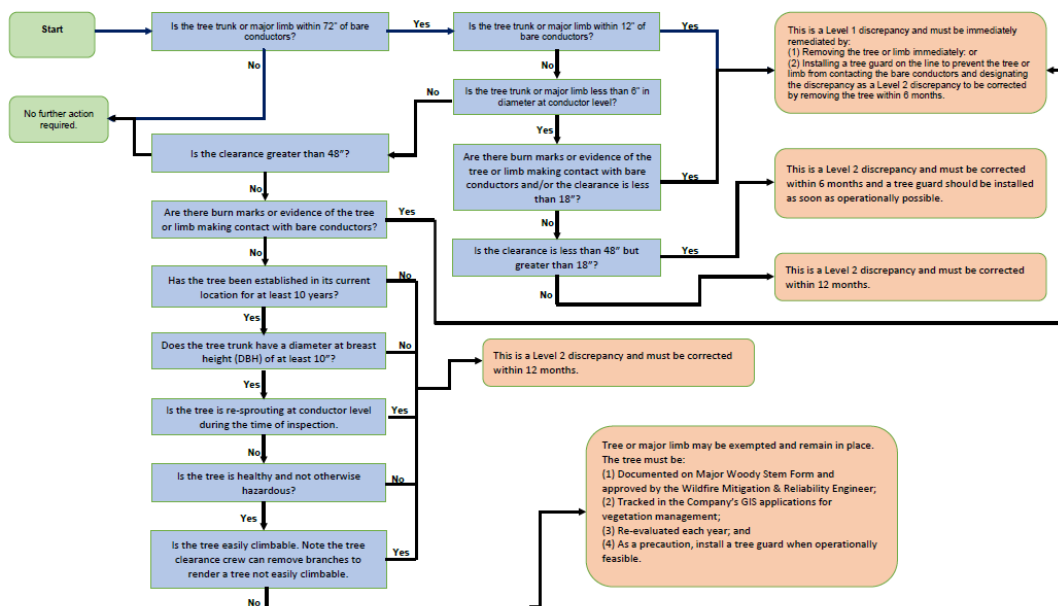 Start
Is the tree trunk or major limb within 72" of bare
conductors?
Yes
Is the tree trunk or major limb within 12" of
bare conductors?
Yes
This is a Level 1 discrepancy and must be immediately
remediated by:
(1) Removing the tree or limb immediately: or
(2) Installing a tree guard on the line to prevent the tree or
limb from contacting the bare conductors and designating
the discrepancy as a Level 2 discrepancy to be corrected
by removing the tree within 6 months.
No
No
No further action
required.
Is the tree trunk or major limb less than 6" in
diameter at conductor level?
No
Yes
Is the clearance greater than 48"?
No
Are there burn marks or evidence of the
tree or limb making contact with bare
conductors and/or the clearance is less
than 18"?
Yes
No
This is a Level 2 discrepancy and must be corrected
within 6 months and a tree guard should be installed
as soon as operationally possible.
Are there burn marks or evidence of the tree
or limb making contact with bare conductors?
Yes
No
Is the clearance is less than 48" but
greater than 18"?
Yes
No
This is a Level 2 discrepancy and must be corrected
within 12 months.
Has the tree been established in its current
location for at least 10 years?
No
Yes
Does the tree trunk have a diameter at breast
height (DBH) of at least 10"?
No
Yes
This is a Level 2 discrepancy and must be corrected
within 12 months.
Is the tree is re-sprouting at conductor level
during the time of inspection.
Yes
No
Is the tree is healthy and not otherwise
hazardous?
No
Yes
Is the tree easily climbable. Note the tree
clearance crew can remove branches to
render a tree not easily climbable.
Yes
No
Tree or major limb may be exempted and remain in place.
The tree must be:
(1) Documented on Major Woody Stem Form and
approved by the Wildfire Mitigation & Reliability Engineer;
(2) Tracked in the Company's GIS applications for
vegetation management;
(3) Re-evaluated each year; and
(4) As a precaution, install a tree guard when operationally
feasible.